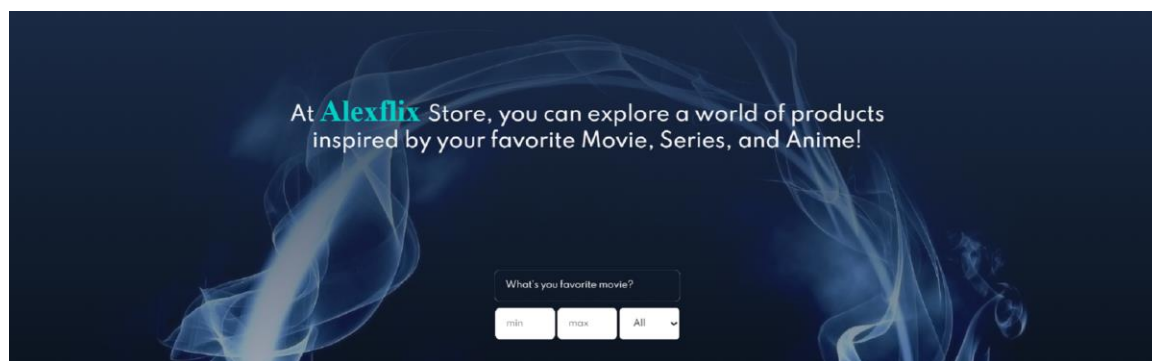 At Alexflix Store, you can explore a world of products
inspired by your favorite Movie, Series, and Anime!
What's you favorite movie?
min max All